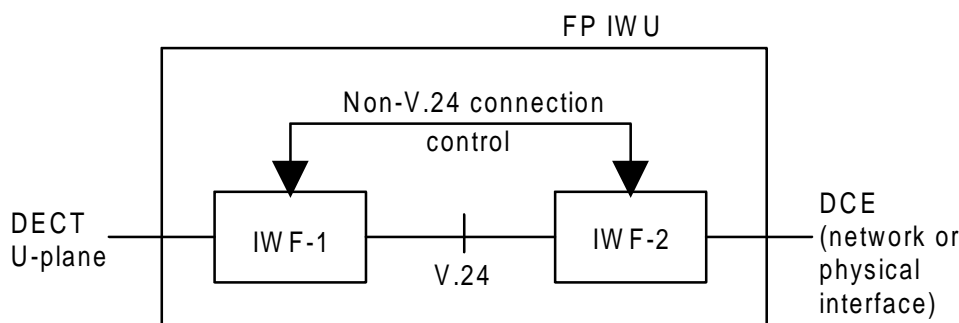 FP IWU
Non-V.24 connection
control
DECT
U-plane
IWF-1
V.24
IWF-2
DCE
(network or
physical
interface)